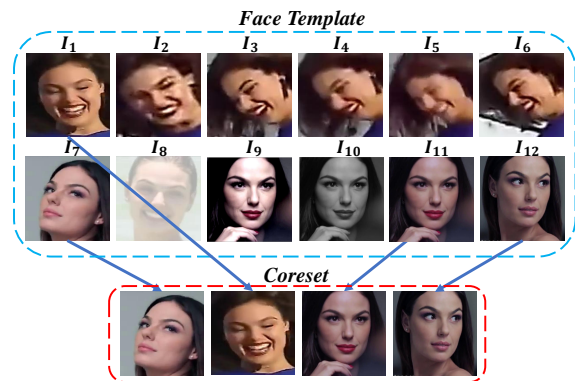 Face Template
I₁ I₂ I₃ I₄ I₅ I₆
I₇ I₈ I₉ I₁₀ I₁₁ I₁₂
Coreset